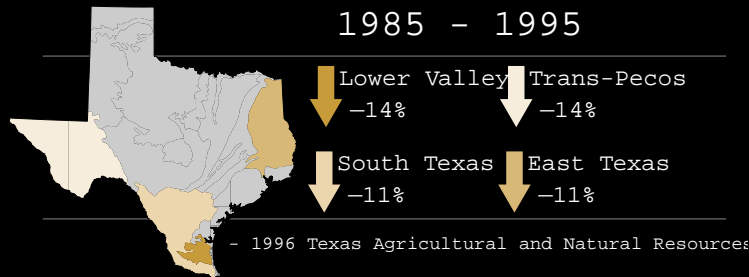 1985 - 1995
Lower Valley Trans-Pecos
−14% −14%
South Texas East Texas
−11% −11%
- 1996 Texas Agricultural and Natural Resources